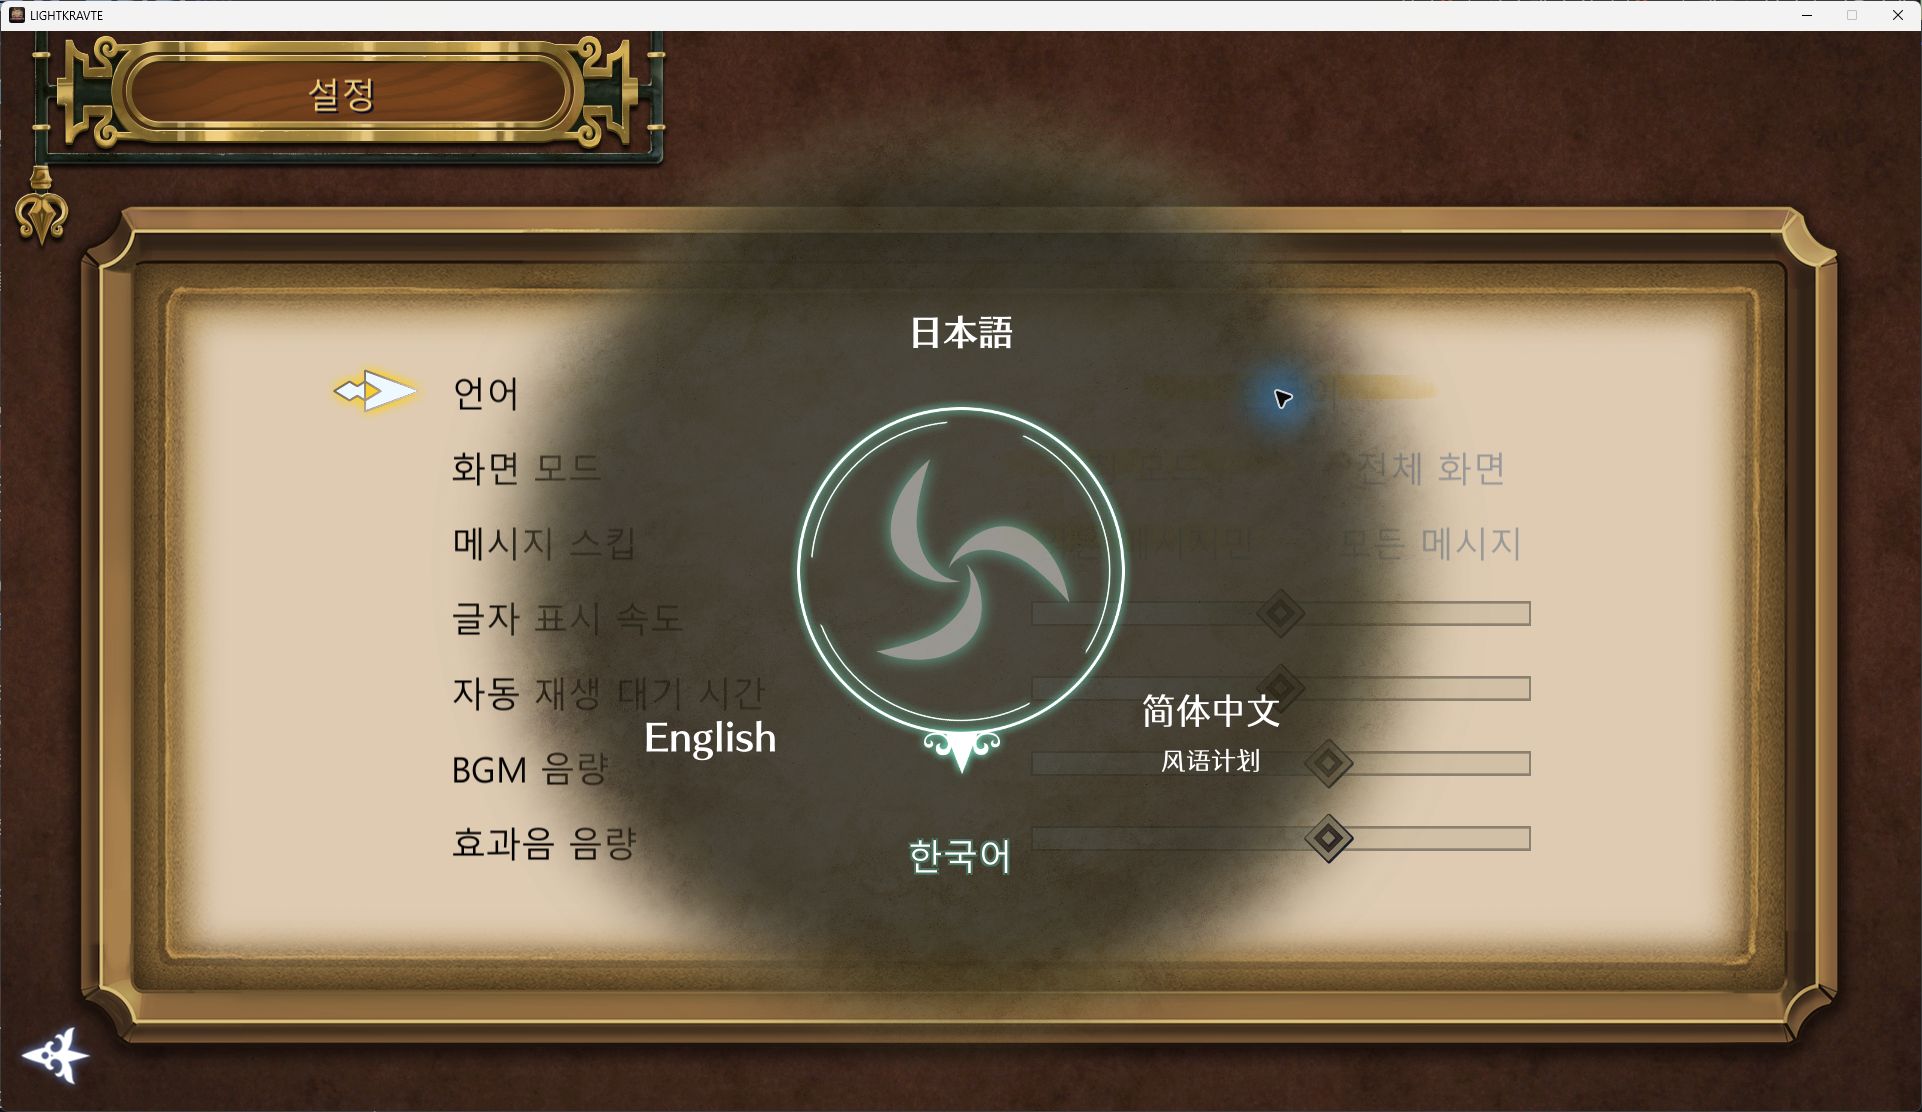 LIGHTKRAVTE
설정
日本語
언어
화면 모드
전체 화면
메시지 스킵
모든 메시지
글자 표시 속도
자동 재생 대기 시간
English
简体中文
风语计划
BGM 음량
효과음 음량
한국어